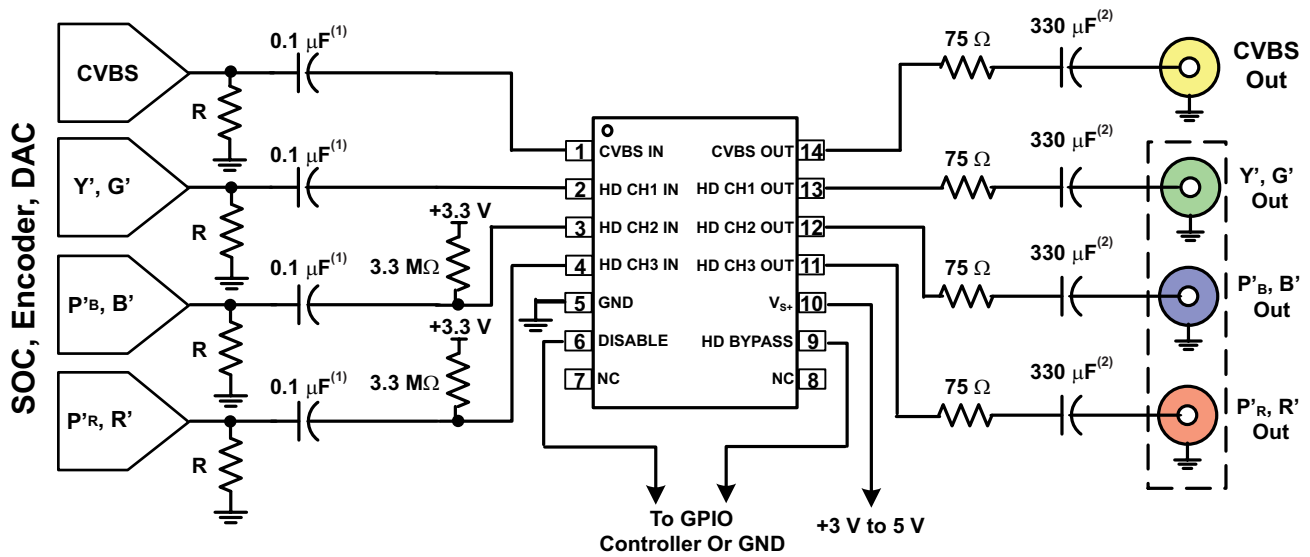 SOC, Encoder, DAC
CVBS
R
0.1 µF(1)
Y’, G’
R
0.1 µF(1)
P’B, B’
R
0.1 µF(1)
+3.3 V
3.3 MΩ
P’R, R’
R
0.1 µF(1)
+3.3 V
3.3 MΩ
1 CVBS IN
2 HD CH1 IN
3 HD CH2 IN
4 HD CH3 IN
5 GND
6 DISABLE
7 NC
CVBS OUT 14
HD CH1 OUT 13
HD CH2 OUT 12
HD CH3 OUT 11
VS+ 10
HD BYPASS 9
NC 8
To GPIO
Controller Or GND
+3 V to 5 V
75 Ω
330 µF(2)
CVBS
Out
75 Ω
330 µF(2)
Y’, G’
Out
75 Ω
330 µF(2)
P’B, B’
Out
75 Ω
330 µF(2)
P’R, R’
Out